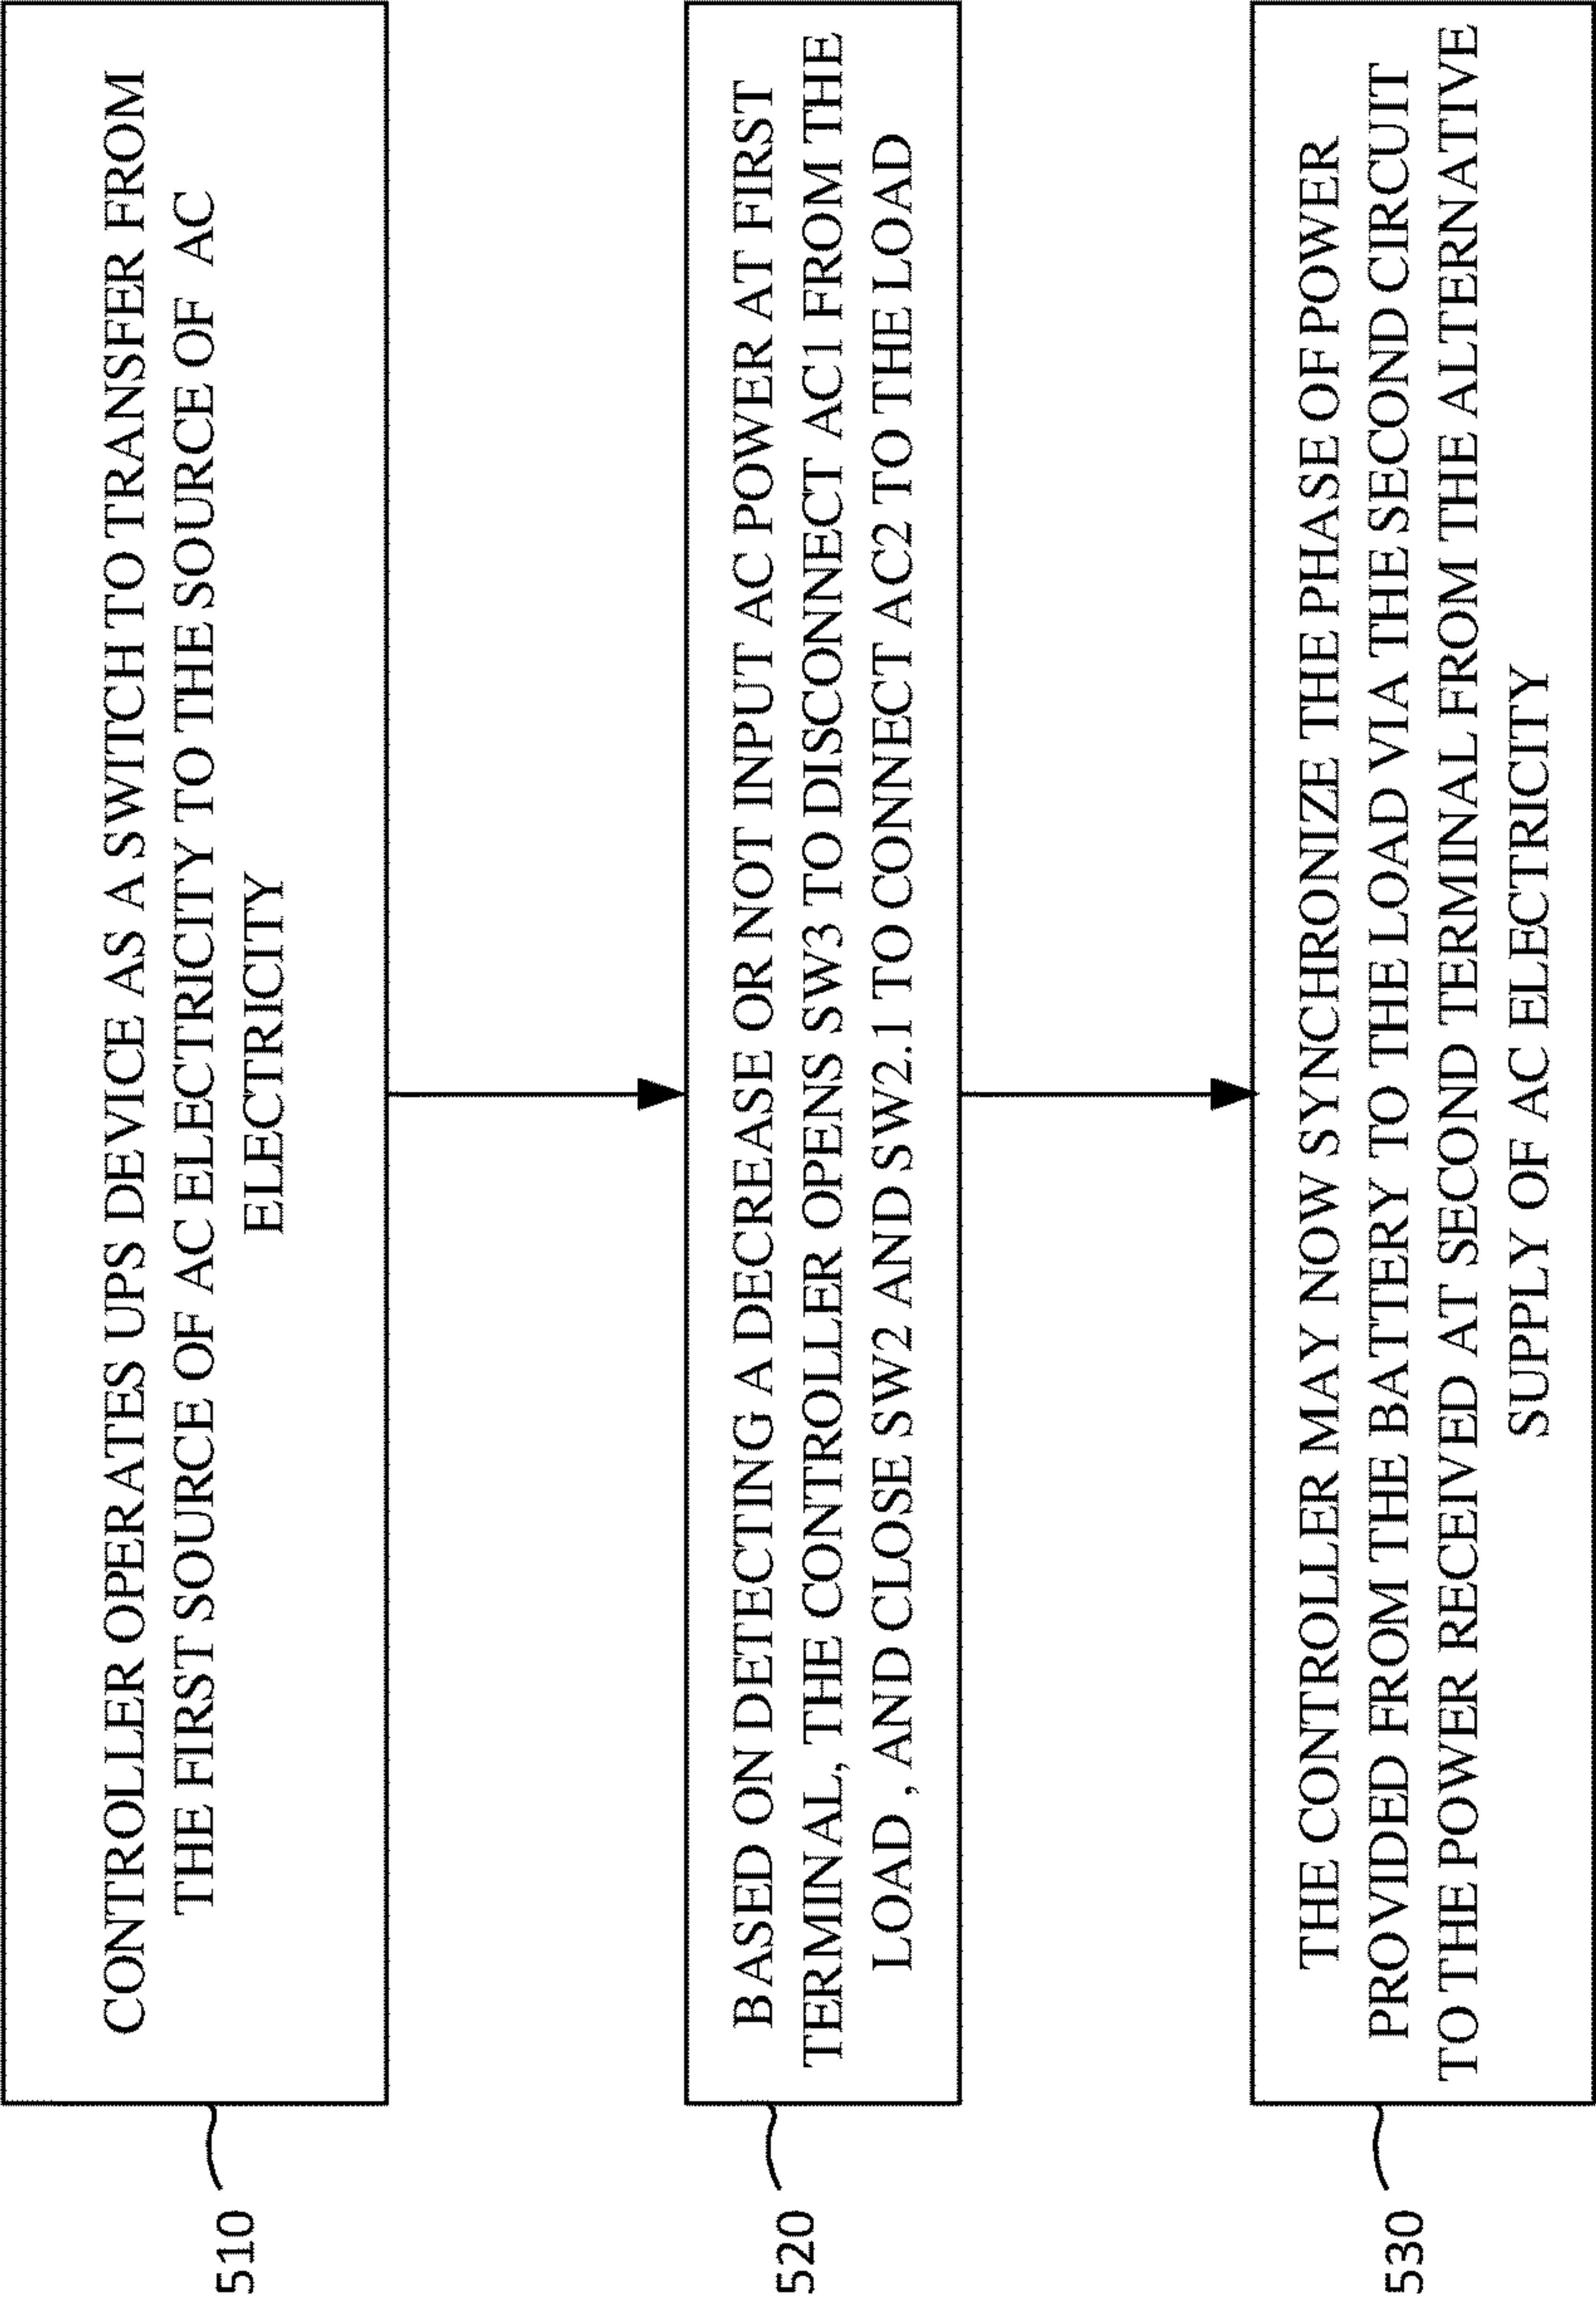 510
CONTROLLER OPERATES UPS DEVICE AS A SWITCH TO TRANSFER FROM
THE FIRST SOURCE OF AC ELECTRICITY TO THE SOURCE OF AC
ELECTRICITY
520
BASED ON DETECTING A DECREASE OR NOT INPUT AC POWER AT FIRST
TERMINAL, THE CONTROLLER OPENS SW3 TO DISCONNECT AC1 FROM THE
LOAD , AND CLOSE SW2 AND SW2.1 TO CONNECT AC2 TO THE LOAD
530
THE CONTROLLER MAY NOW SYNCHRONIZE THE PHASE OF POWER
PROVIDED FROM THE BATTERY TO THE LOAD VIA THE SECOND CIRCUIT
TO THE POWER RECEIVED AT SECOND TERMINAL FROM THE ALTERNATIVE
SUPPLY OF AC ELECTRICITY